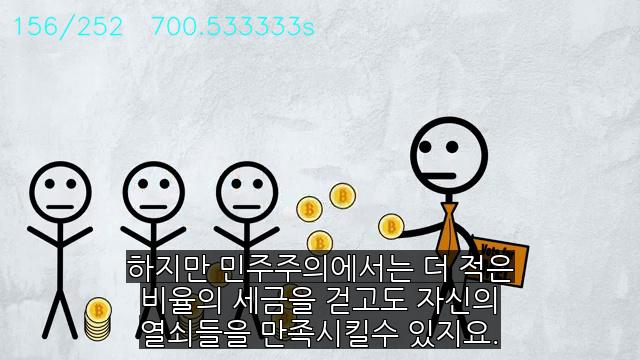 156/252 700.533333s
하지만 민주주의에서는 더 적은
비율의 세금을 걷고도 자신의
열쇠들을 만족시킬수 있지요.